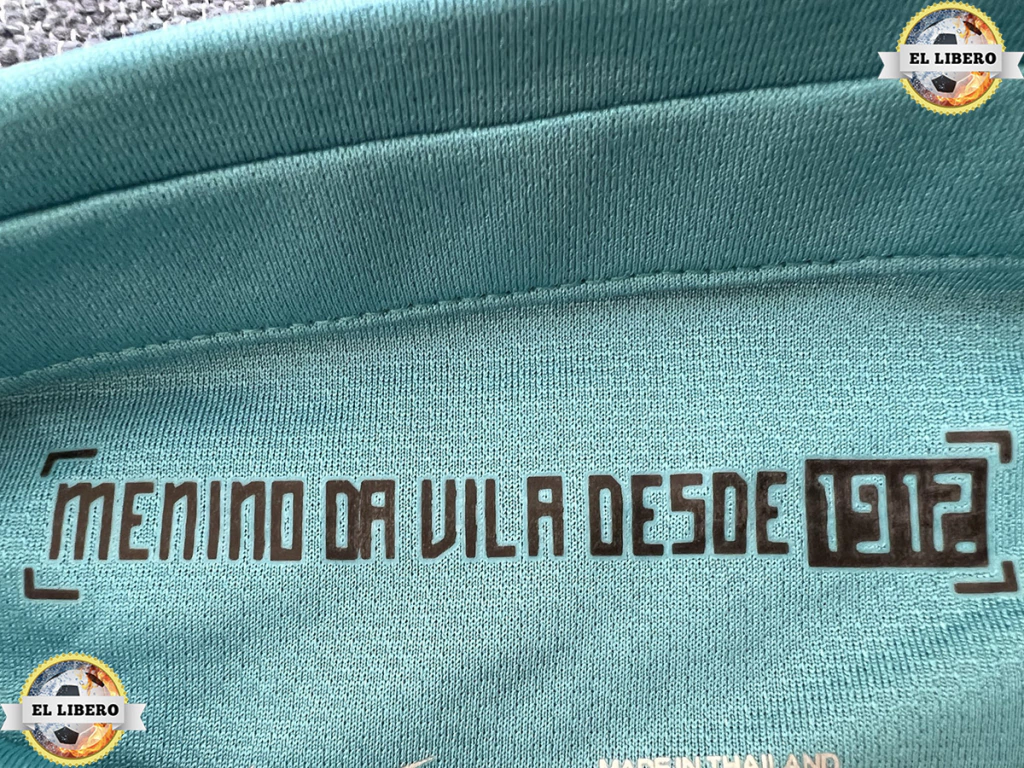 EL LIBERO
MENINO DA VILA DESDE 1912
EL LIBERO
MADE IN THAILAND